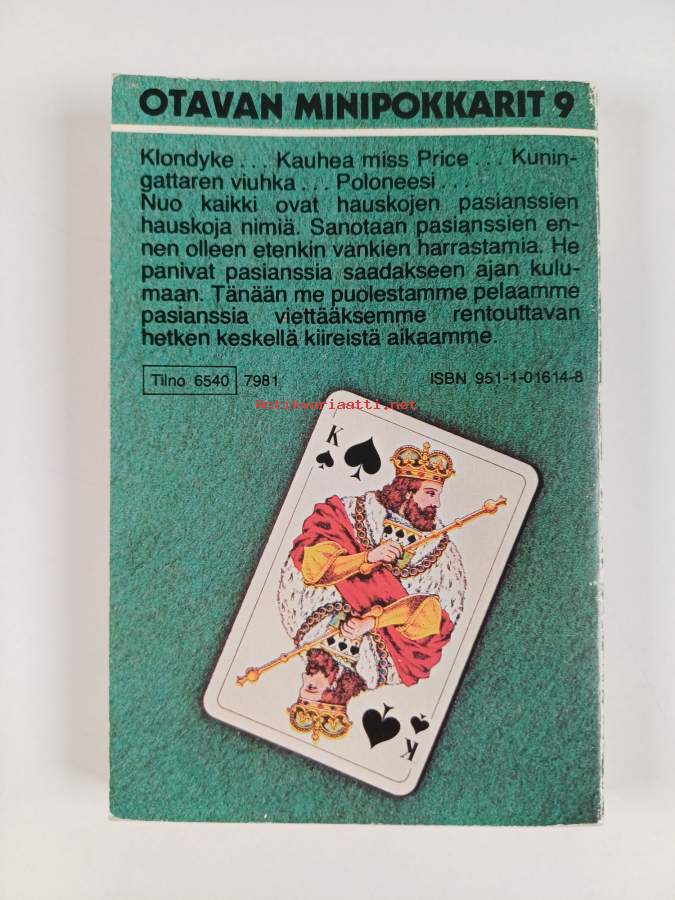 OTAVAN MINIPOKKARIT 9
Klondyke... Kauhea miss Price... Kunin-
gattaren viuhka... Poloneesi...
Nuo kaikki ovat hauskojen pasianssien
hauskoja nimiä. Sanotaan pasianssien en-
nen olleen etenkin vankien harrastamia. He
panivat pasianssia saadakseen ajan kulu-
maan. Tänään me puolestamme pelaamme
pasianssia viettääksemme rentouttavan
hetken keskellä kiireistä aikaamme.
Tilno 6540 7981 ISBN 951-1-01614-8
Antikvariaatti.net
K
K